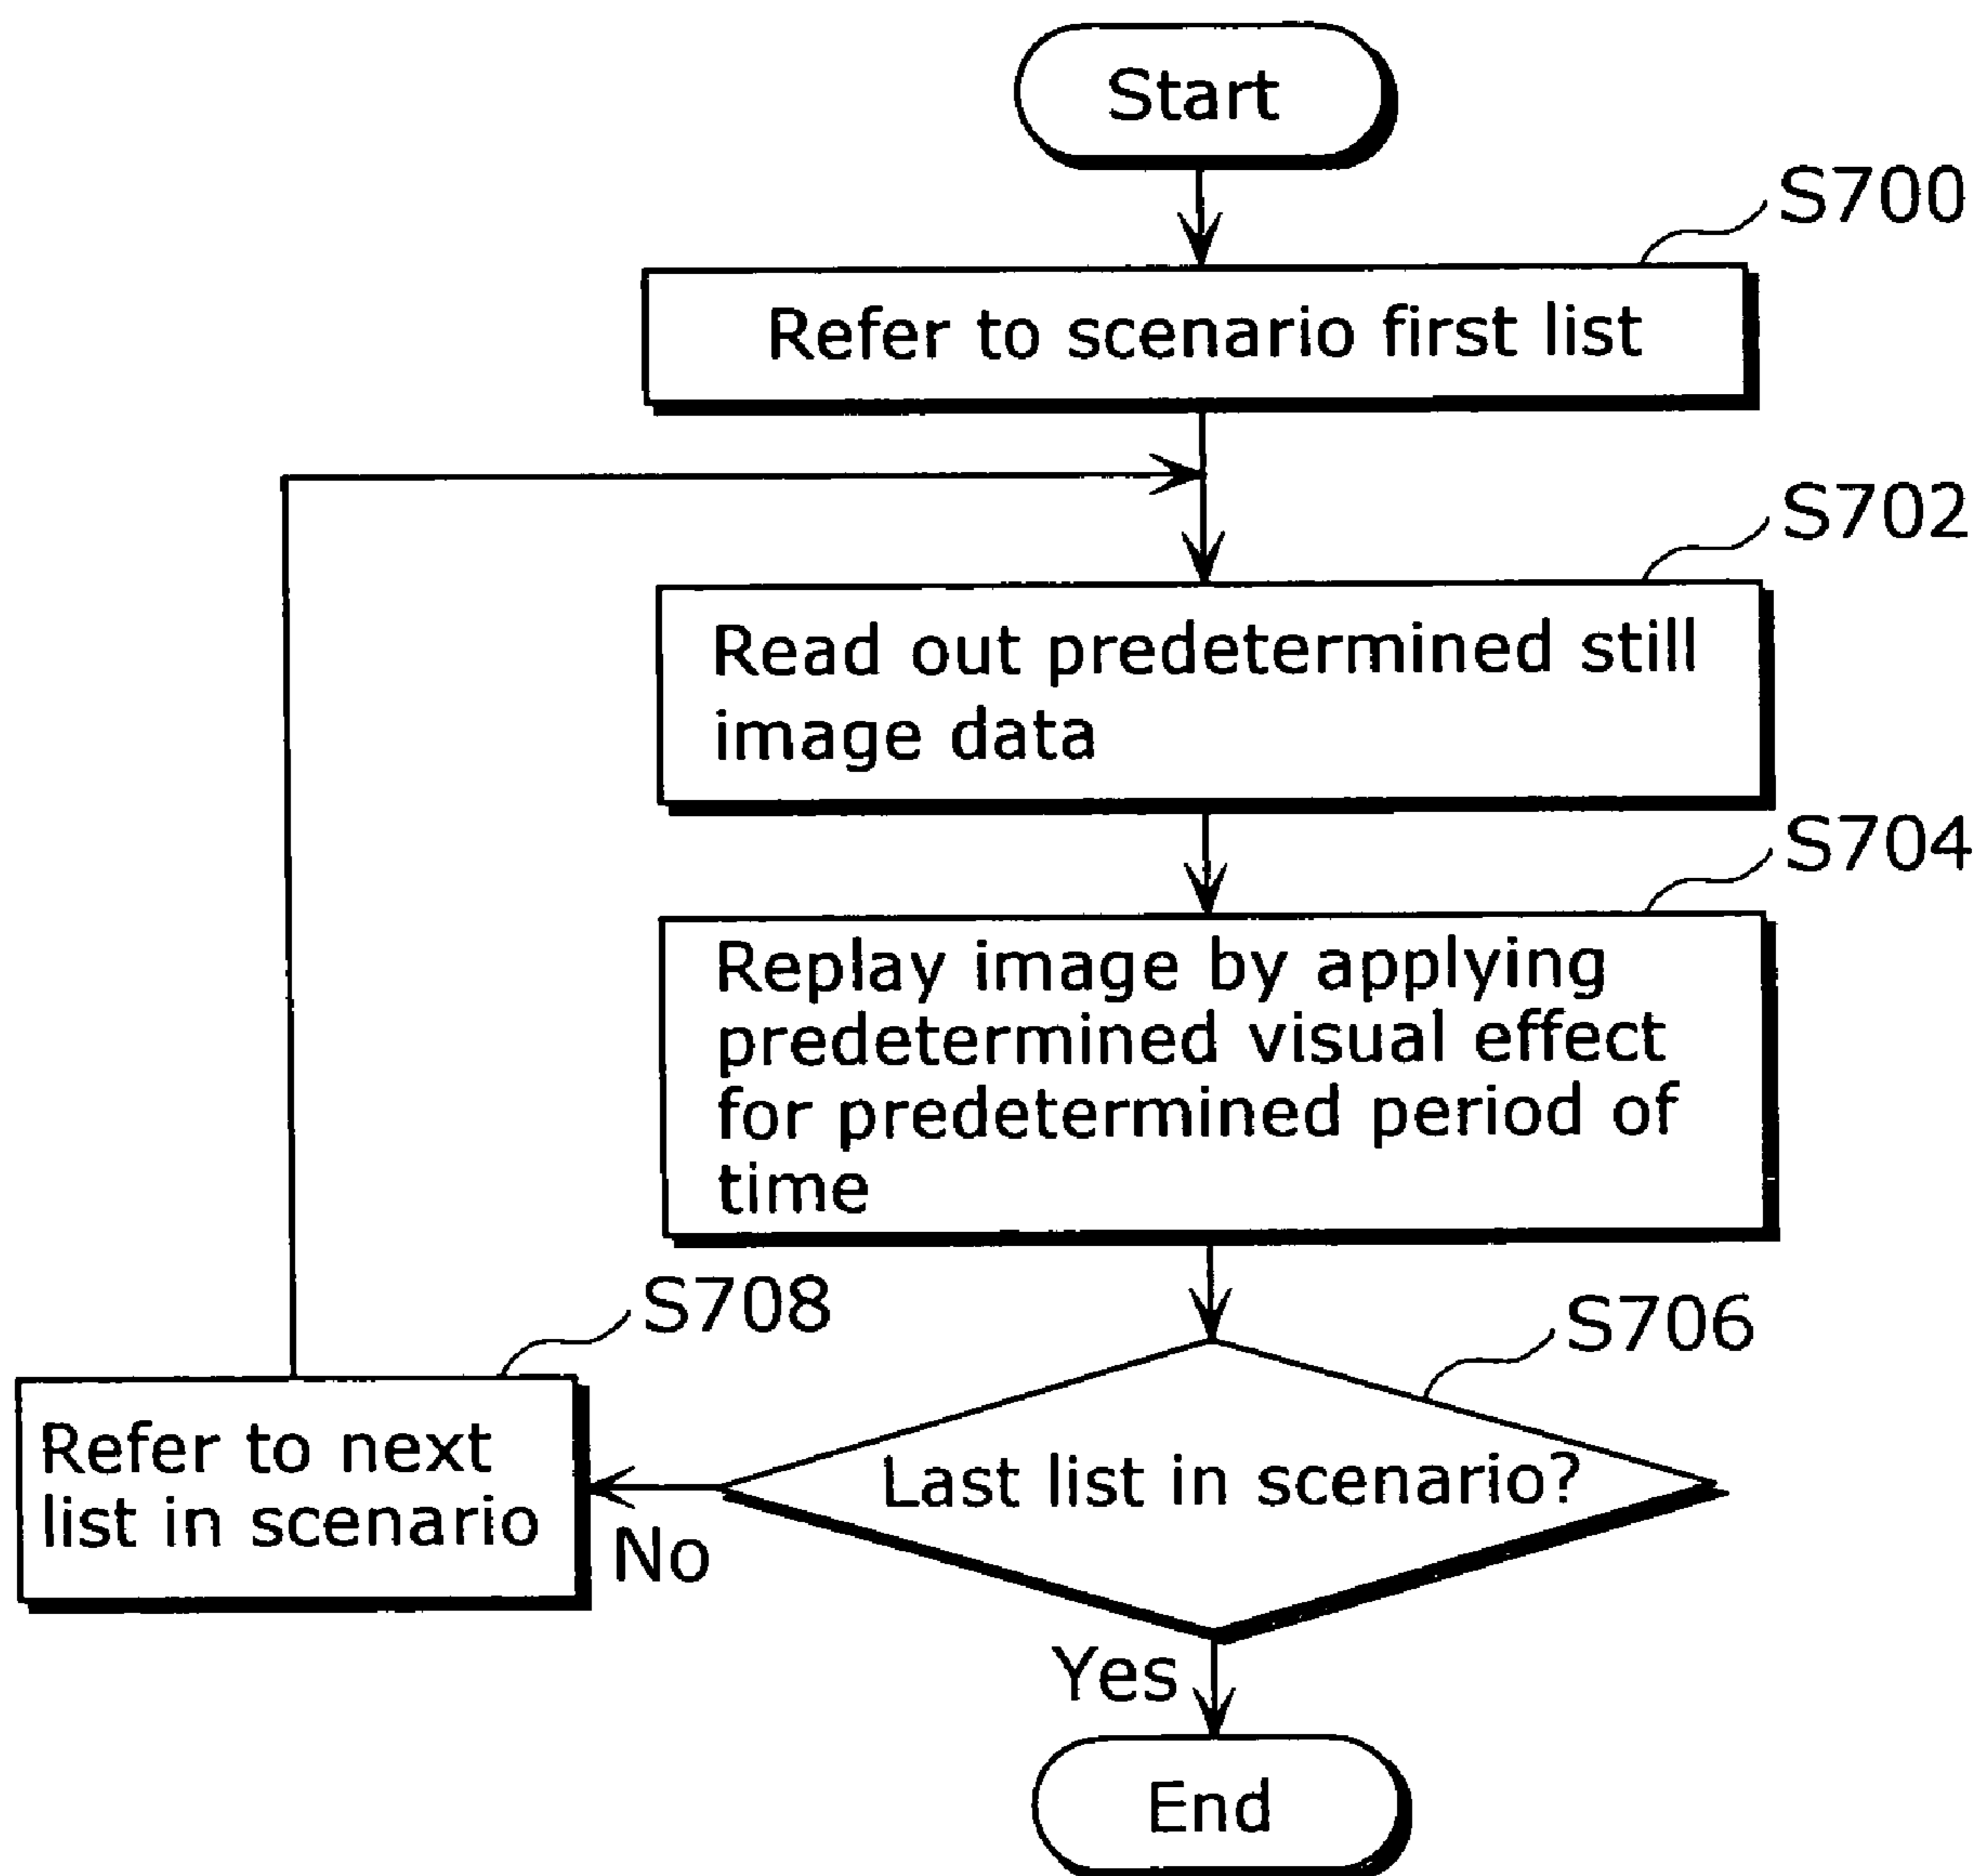 Start
S700
Refer to scenario first list
S702
Read out predetermined still
image data
S704
Replay image by applying
predetermined visual effect
for predetermined period of
time
S708
S706
Refer to next
list in scenario
Last list in scenario?
No
Yes
End